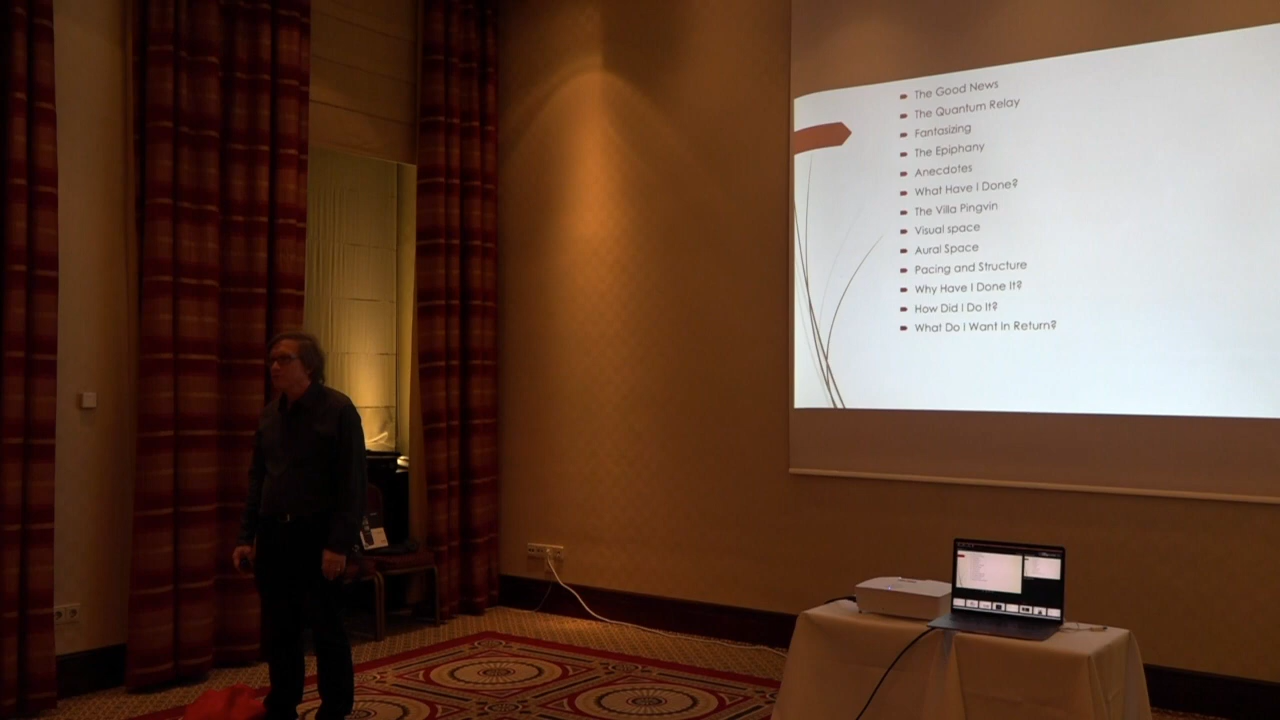 The Good News
The Quantum Relay
Fantasizing
The Epiphany
Anecdotes
What Have I Done?
The Villa Pingvin
Visual space
Aural Space
Pacing and Structure
Why Have I Done It?
How Did I Do It?
What Do I Want In Return?